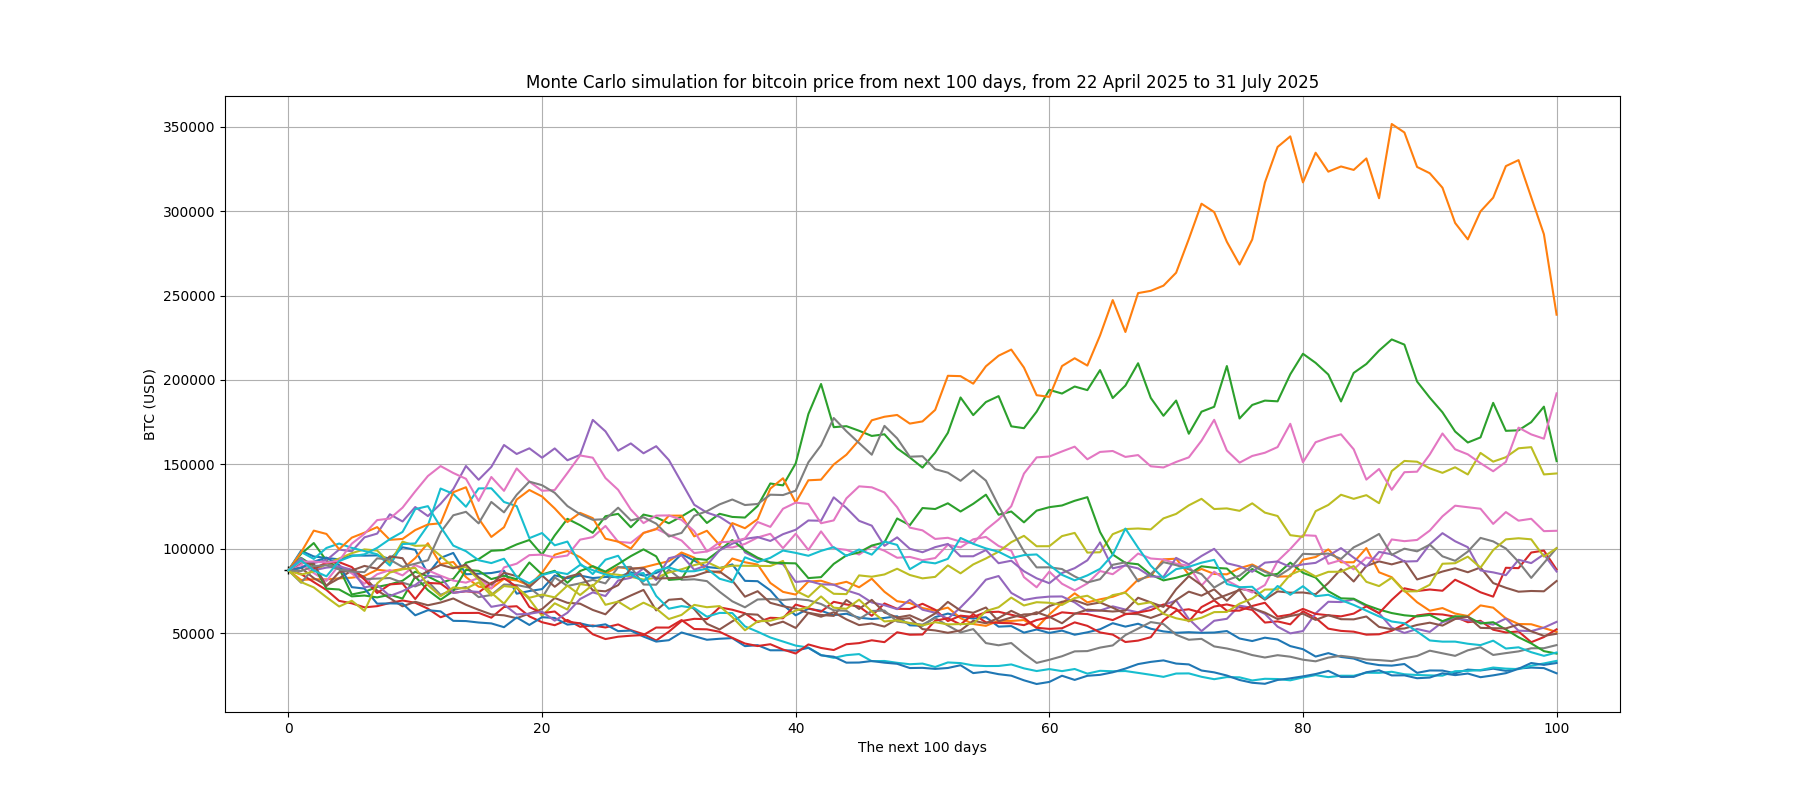 Monte Carlo simulation for bitcoin price from next 100 days, from 22 April 2025 to 31 July 2025
350000
300000
250000
200000
150000
100000
50000
BTC (USD)
0 20 40 60 80 100
The next 100 days